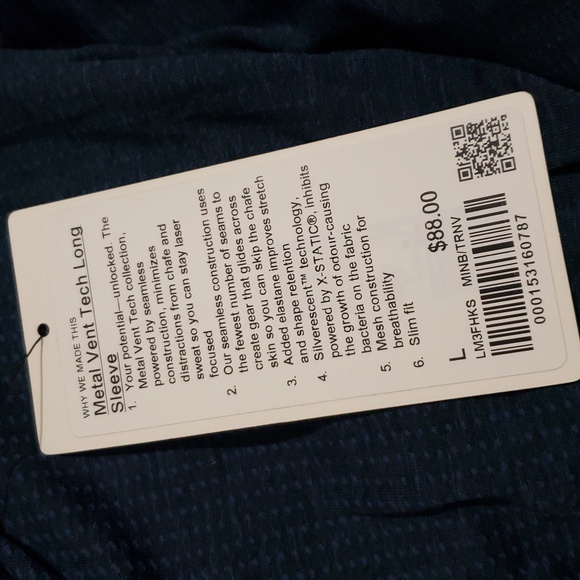 WHY WE MADE THIS
Metal Vent Tech Long
Sleeve
1. Your potential—unlocked. The
Metal Vent Tech collection,
powered by seamless
construction, minimizes
distractions from chafe and
sweat so you can stay laser
focused
2. Our seamless construction uses
the fewest number of seams to
create gear that glides across
skin so you can skip the chafe
3. Added elastane improves stretch
and shape retention
4. Silverescent™ technology,
powered by X-STATIC®, inhibits
the growth of odour-causing
bacteria on the fabric
5. Mesh construction for
breathability
6. Slim fit
$88.00
L
LM3FHKS MINB/TRNV
000153160787